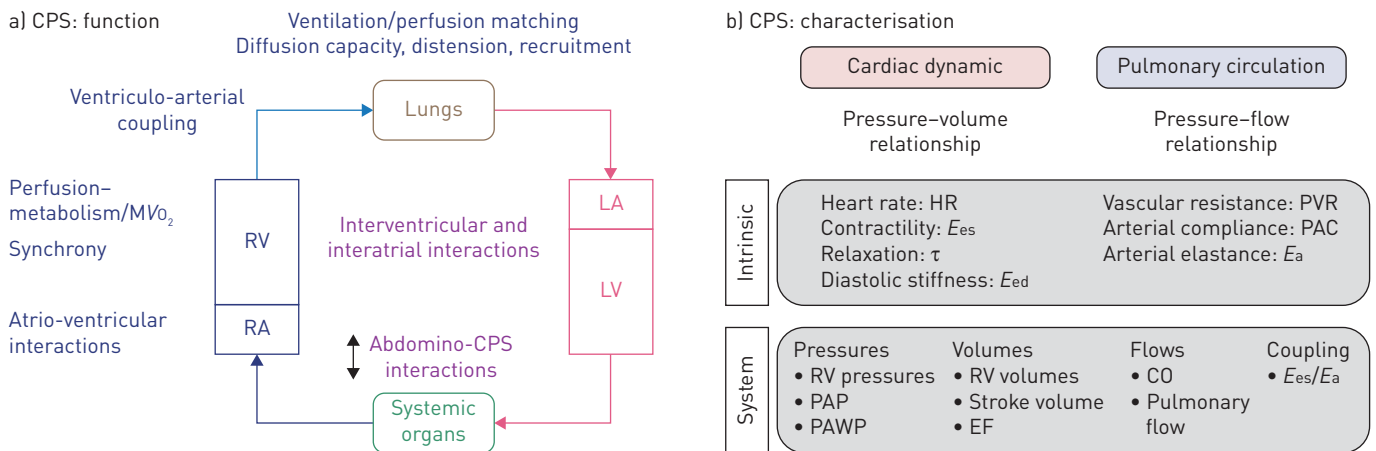 a) CPS: function
Ventilation/perfusion matching
Diffusion capacity, distension, recruitment
Ventriculo-arterial
coupling
Lungs
Perfusion–
metabolism/MVO₂
Synchrony
RV
Interventricular and
interatrial interactions
LA
LV
Atrio-ventricular
interactions
RA
Abdomino-CPS
interactions
Systemic
organs
b) CPS: characterisation
Cardiac dynamic
Pulmonary circulation
Pressure–volume
relationship
Pressure–flow
relationship
Intrinsic
Heart rate: HR
Contractility: Ees
Relaxation: τ
Diastolic stiffness: Eed
Vascular resistance: PVR
Arterial compliance: PAC
Arterial elastance: Ea
System
Pressures
• RV pressures
• PAP
• PAWP
Volumes
• RV volumes
• Stroke volume
• EF
Flows
• CO
• Pulmonary
flow
Coupling
• Ees/Ea